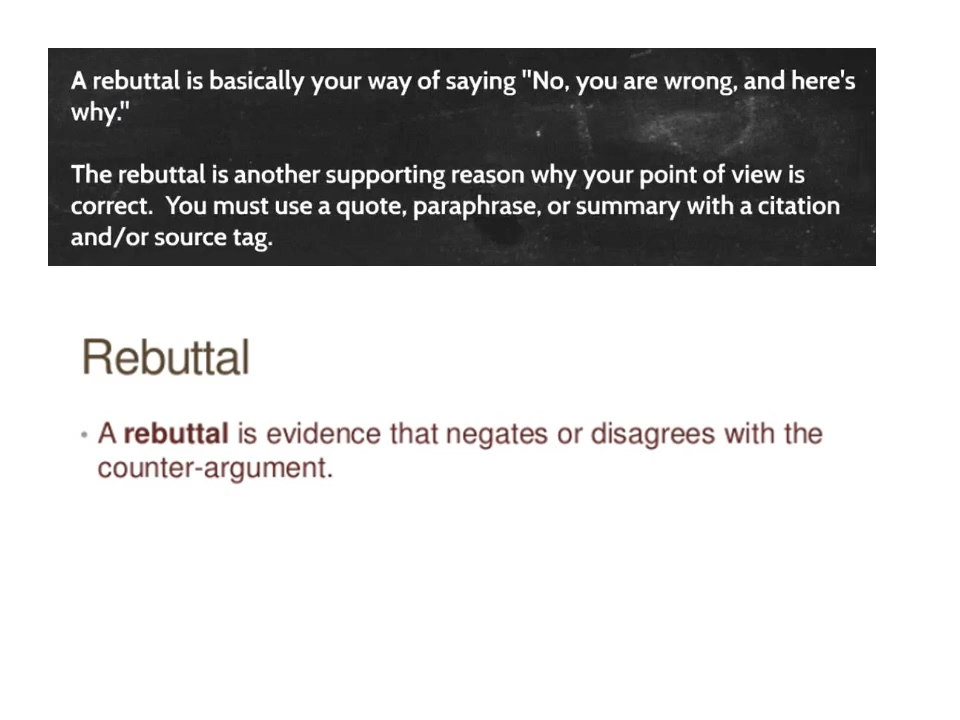 A rebuttal is basically your way of saying "No, you are wrong, and here's
why."
The rebuttal is another supporting reason why your point of view is
correct.  You must use a quote, paraphrase, or summary with a citation
and/or source tag.
Rebuttal
• A rebuttal is evidence that negates or disagrees with the
counter-argument.